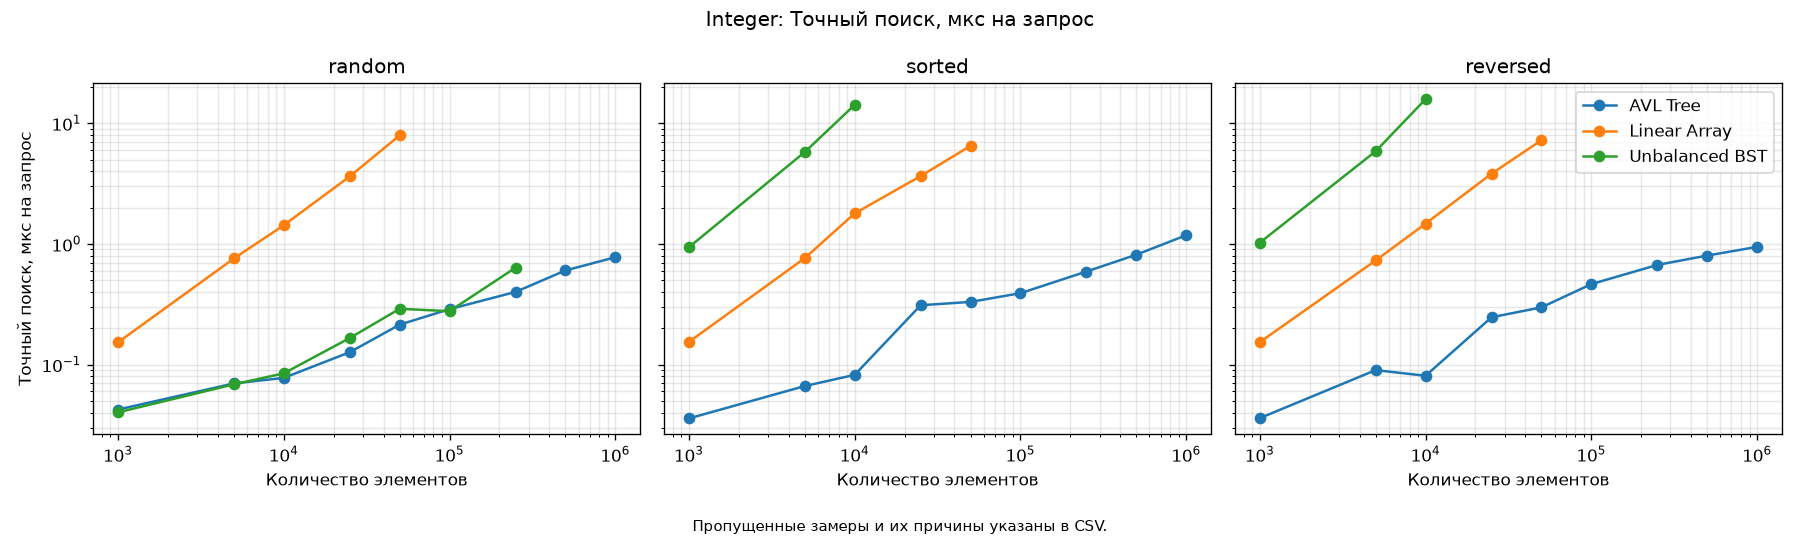 Integer: Точный поиск, мкс на запрос
random
sorted
reversed
Точный поиск, мкс на запрос
10¹
10⁰
10⁻¹
AVL Tree
Linear Array
Unbalanced BST
10³ 10⁴ 10⁵ 10⁶
10³ 10⁴ 10⁵ 10⁶
10³ 10⁴ 10⁵ 10⁶
Количество элементов
Количество элементов
Количество элементов
Пропущенные замеры и их причины указаны в CSV.